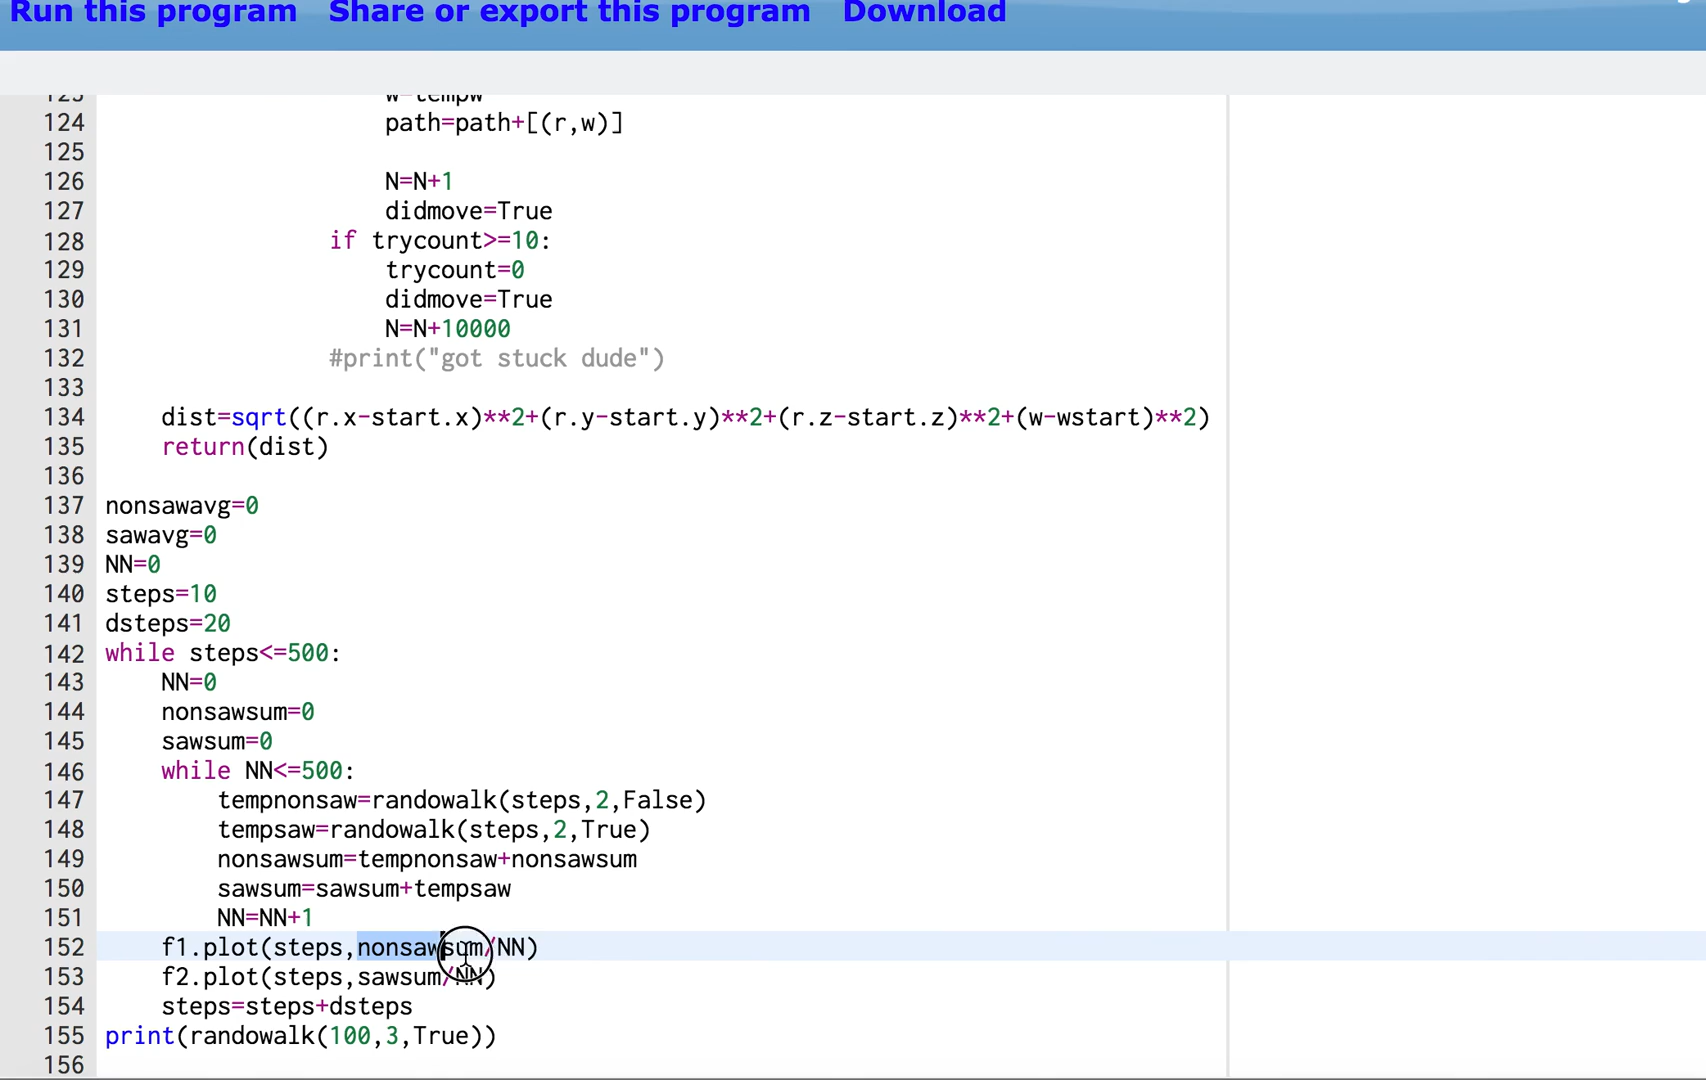 Run this program Share or export this program Download
124 path=path+[(r,w)]
125
126 N=N+1
127 didmove=True
128 if trycount>=10:
129 trycount=0
130 didmove=True
131 N=N+10000
132 #print("got stuck dude")
133
134 dist=sqrt((r.x-start.x)**2+(r.y-start.y)**2+(r.z-start.z)**2+(w-wstart)**2)
135 return(dist)
136
137 nonsawavg=0
138 sawavg=0
139 NN=0
140 steps=10
141 dsteps=20
142 while steps<=500:
143 NN=0
144 nonsawsum=0
145 sawsum=0
146 while NN<=500:
147 tempnonsaw=randowalk(steps,2,False)
148 tempsaw=randowalk(steps,2,True)
149 nonsawsum=tempnonsaw+nonsawsum
150 sawsum=sawsum+tempsaw
151 NN=NN+1
152 f1.plot(steps,nonsawsum/NN)
153 f2.plot(steps,sawsum/NN)
154 steps=steps+dsteps
155 print(randowalk(100,3,True))
156